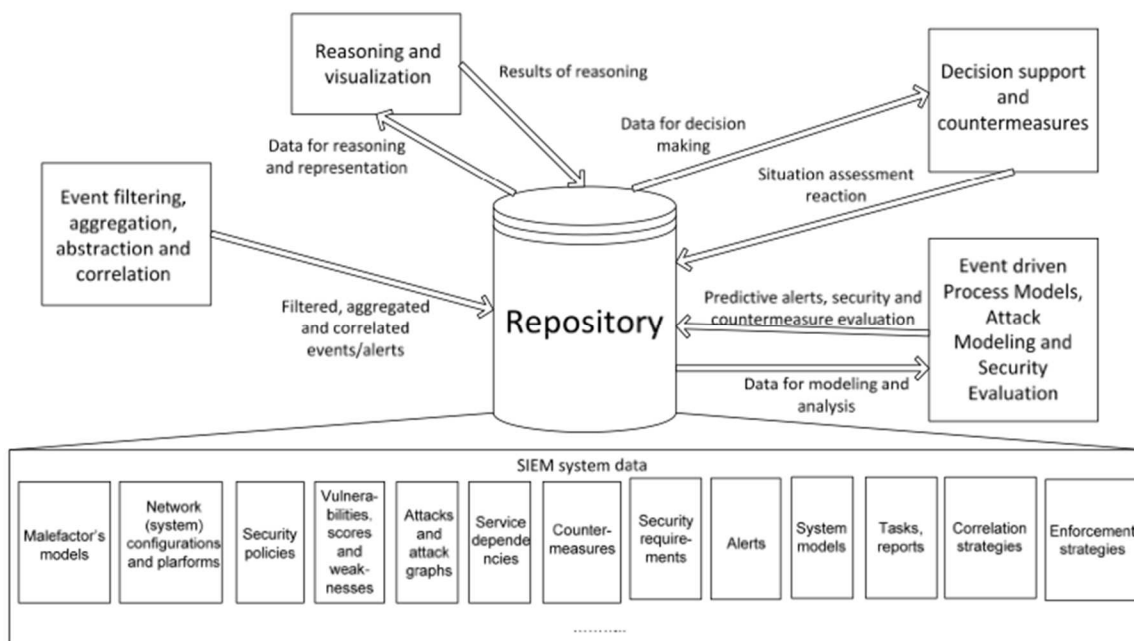 Reasoning and
visualization
Results of reasoning
Decision support
and
countermeasures
Data for decision
making
Data for reasoning
and representation
Situation assessment
reaction
Event filtering,
aggregation,
abstraction and
correlation
Filtered, aggregated
and correlated
events/alerts
Repository
Predictive alerts, security and
countermeasure evaluation
Event driven
Process Models,
Attack
Modeling and
Security
Evaluation
Data for modeling and
analysis
SIEM system data
Malefactor's
models
Network
(system)
configurations
and plarforms
Security
policies
Vulnera-
bilities,
scores
and
weak-
nesses
Attacks
and
attack
graphs
Service
depende
ncies
Counter-
measures
Security
require-
ments
Alerts
System
models
Tasks,
reports
Correlation
strategies
Enforcement
strategies
.........